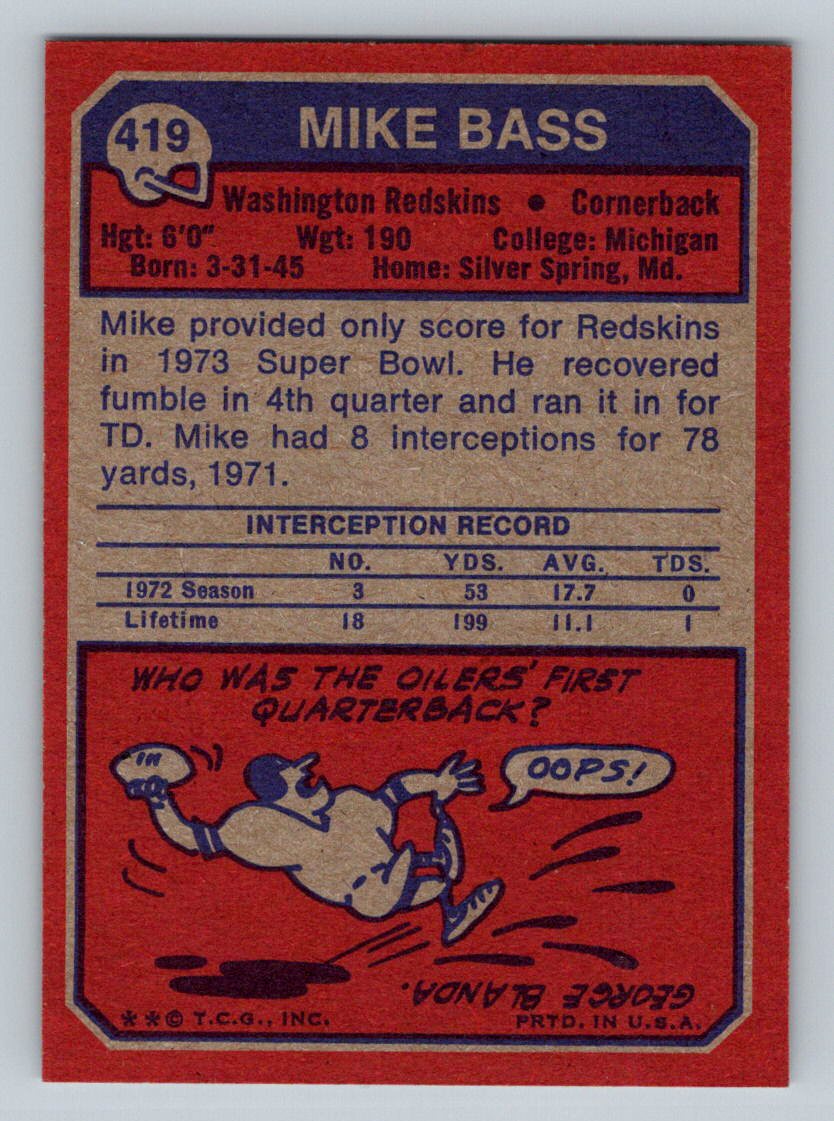 419
MIKE BASS
Washington Redskins • Cornerback
Hgt: 6'0" Wgt: 190 College: Michigan
Born: 3-31-45 Home: Silver Spring, Md.
Mike provided only score for Redskins
in 1973 Super Bowl. He recovered
fumble in 4th quarter and ran it in for
TD. Mike had 8 interceptions for 78
yards, 1971.
INTERCEPTION RECORD
NO. YDS. AVG. TDS.
1972 Season 3 53 17.7 0
Lifetime 18 199 11.1 1
WHO WAS THE OILERS' FIRST
QUARTERBACK?
OOPS!
GEORGE BLANDA.
**© T.C.G., INC. PRTD. IN U.S.A.